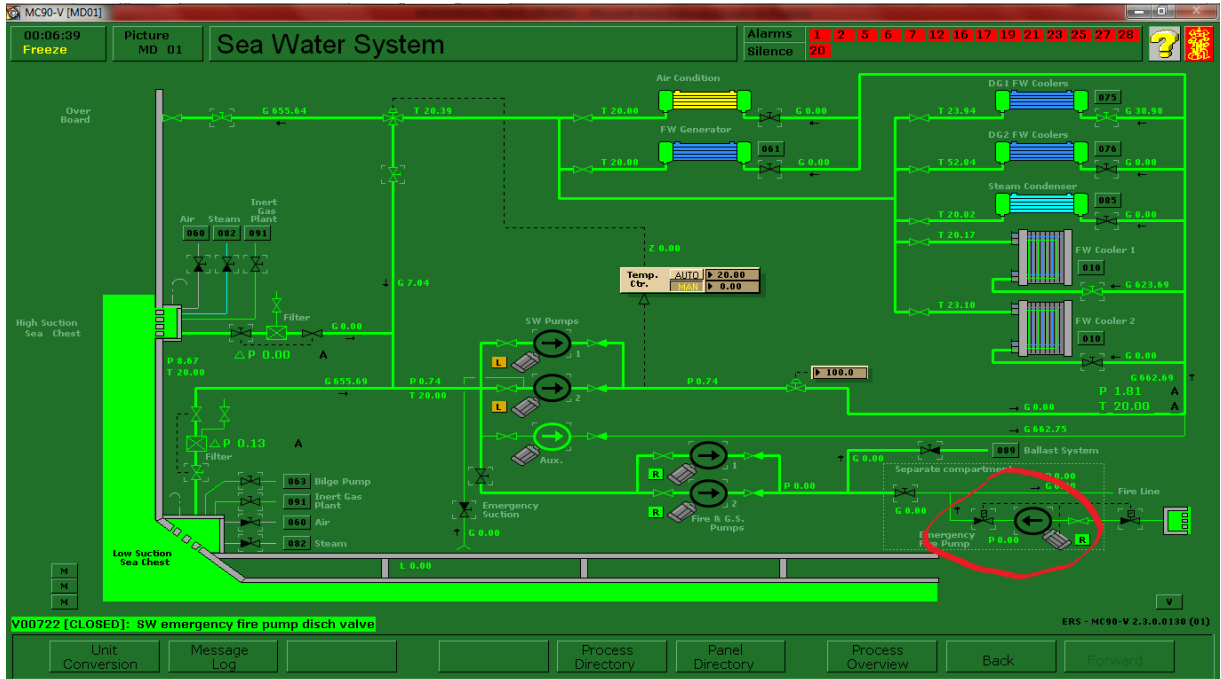 MC90-V [MD01]
00:06:39
Freeze
Picture
MD 01
Sea Water System
Alarms 1 2 5 6 7 12 16 17 19 21 23 25 27 28
Silence 20
?
Over
Board
G 655.64
T 20.39
Air Condition
T 20.00
G 0.00
FW Generator
061
T 20.00
G 0.00
DG1 FW Coolers
075
T 23.94
G 38.98
DG2 FW Coolers
076
T 52.04
G 0.00
Steam Condenser
085
T 20.02
G 0.00
T 20.17
FW Cooler 1
010
G 623.69
T 23.10
FW Cooler 2
010
G 0.00
Air
Steam
Inert
Gas
Plant
060
082
091
Z 0.00
Temp.
Ctr.
AUTO
20.00
MAN
0.00
G 7.04
High Suction
Sea Chest
Filter
G 0.00
△P 0.00 A
P 8.67
T 20.00
G 655.69
P 0.74
T 20.00
SW Pumps
1
L
2
L
P 0.74
100.0
G 662.69
P 1.81 A
T 20.00 A
G 0.00
G 662.75
△P 0.13 A
Filter
Aux.
063 Bilge Pump
091 Inert Gas
Plant
060 Air
082 Steam
Emergency
Suction
G 0.00
1
R
2
R
Fire & G.S.
Pumps
P 0.00
G 0.00
089 Ballast System
Separate compartment
P 0.00
Fire Line
G 0.00
Emergency
Fire Pump
P 0.00
R
Low Suction
Sea Chest
L 0.00
M
M
M
V
V00722 [CLOSED]: SW emergency fire pump disch valve
ERS - MC90-V 2.3.0.0130 (01)
Unit
Conversion
Message
Log
Process
Directory
Panel
Directory
Process
Overview
Back
Forward